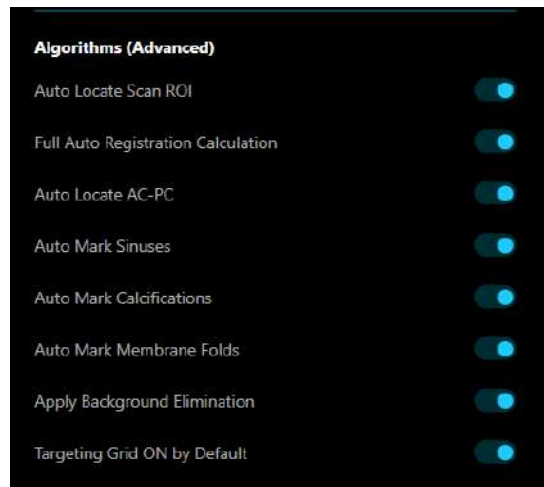 Algorithms (Advanced)
Auto Locate Scan ROI
Full Auto Registration Calculation
Auto Locate AC-PC
Auto Mark Sinuses
Auto Mark Calcifications
Auto Mark Membrane Folds
Apply Background Elimination
Targeting Grid ON by Default